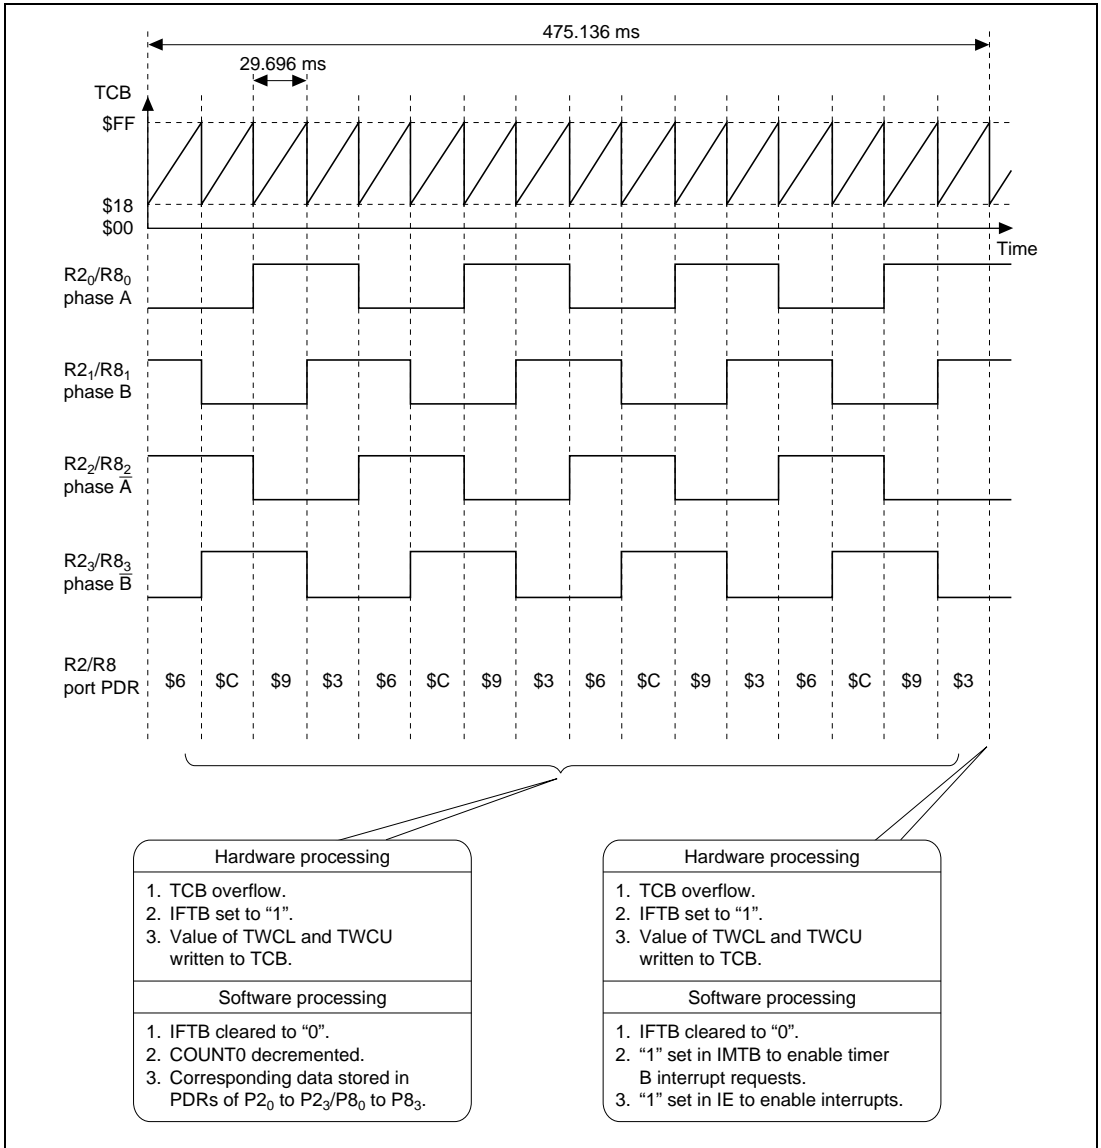 475.136 ms
29.696 ms
TCB
$FF
$18
$00
Time
R2₀/R8₀
phase A
R2₁/R8₁
phase B
R2₂/R8₂
phase A̅
R2₃/R8₃
phase B̅
R2/R8
port PDR
$6 $C $9 $3 $6 $C $9 $3 $6 $C $9 $3 $6 $C $9 $3
Hardware processing
1. TCB overflow.
2. IFTB set to “1”.
3. Value of TWCL and TWCU
written to TCB.
Software processing
1. IFTB cleared to “0”.
2. COUNT0 decremented.
3. Corresponding data stored in
PDRs of P2₀ to P2₃/P8₀ to P8₃.
Hardware processing
1. TCB overflow.
2. IFTB set to “1”.
3. Value of TWCL and TWCU
written to TCB.
Software processing
1. IFTB cleared to “0”.
2. “1” set in IMTB to enable timer
B interrupt requests.
3. “1” set in IE to enable interrupts.